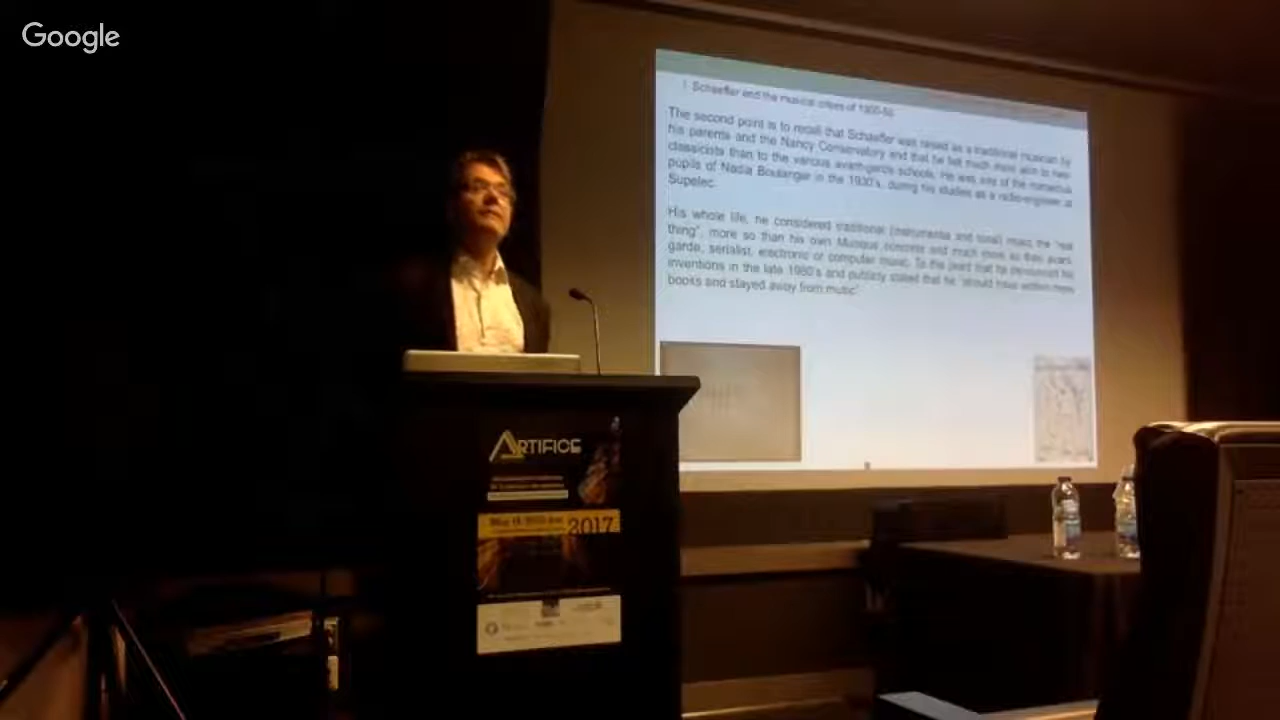 Google
1 Schaeffer and the musical crises of 1900-50
The second point is to recall that Schaeffer was raised as a traditional musician by
his parents and the Nancy Conservatory and that he felt much more akin to neo-
classicists than to the various avant-garde schools. He was one of the numerous
pupils of Nadia Boulanger in the 1930's, during his studies as a radio-engineer at
Supelec.
His whole life, he considered traditional (instrumental and tonal) music the "real
thing", more so than his own Musique concrete and much more so than avant-
garde, serialist, electronic or computer music. To the point that he
inventions in the late 1980's and publicly stated that he "should have written more
books and stayed away from music"
ARTIFICE
2017